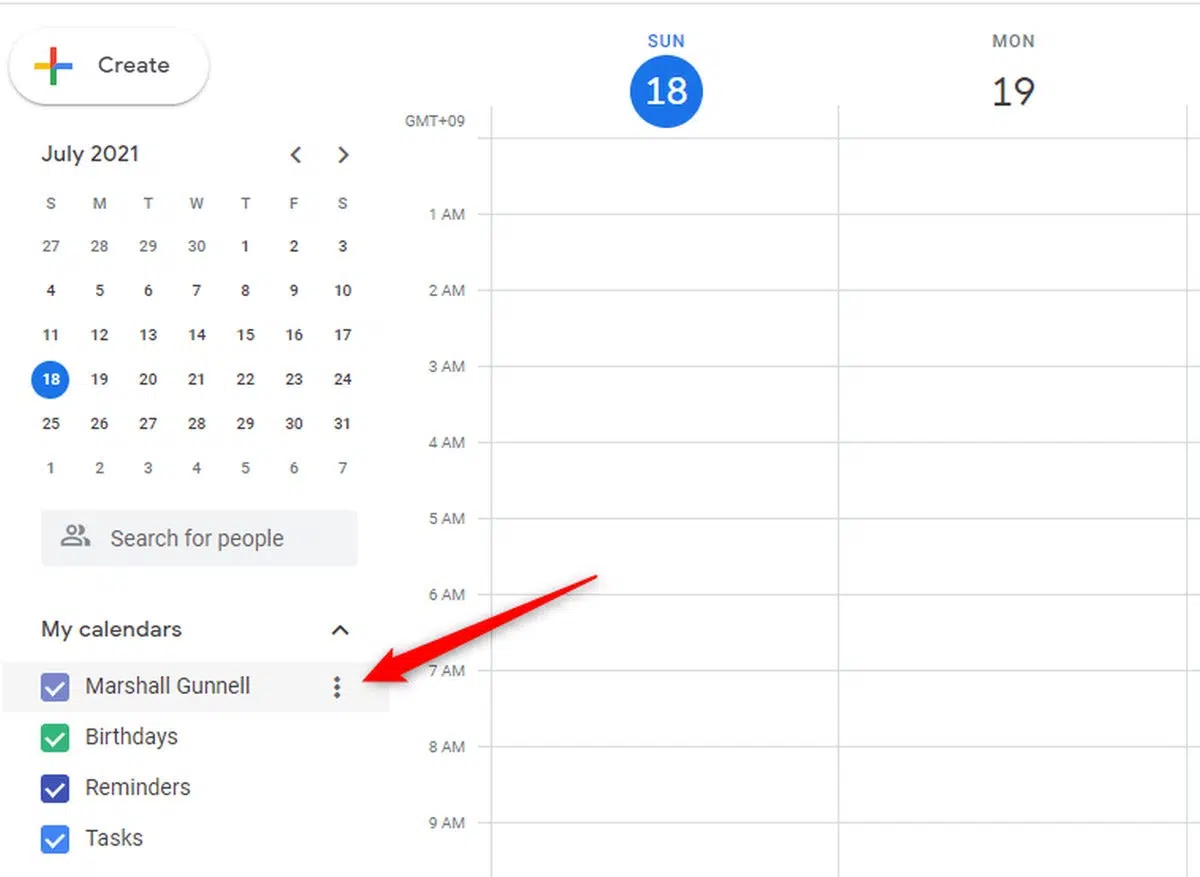 Create
SUN
MON
18
19
GMT+09
July 2021
S M T W T F S
27 28 29 30 1 2 3
4 5 6 7 8 9 10
11 12 13 14 15 16 17
18 19 20 21 22 23 24
25 26 27 28 29 30 31
1 2 3 4 5 6 7
Search for people
My calendars
Marshall Gunnell
Birthdays
Reminders
Tasks
1 AM
2 AM
3 AM
4 AM
5 AM
6 AM
7 AM
8 AM
9 AM